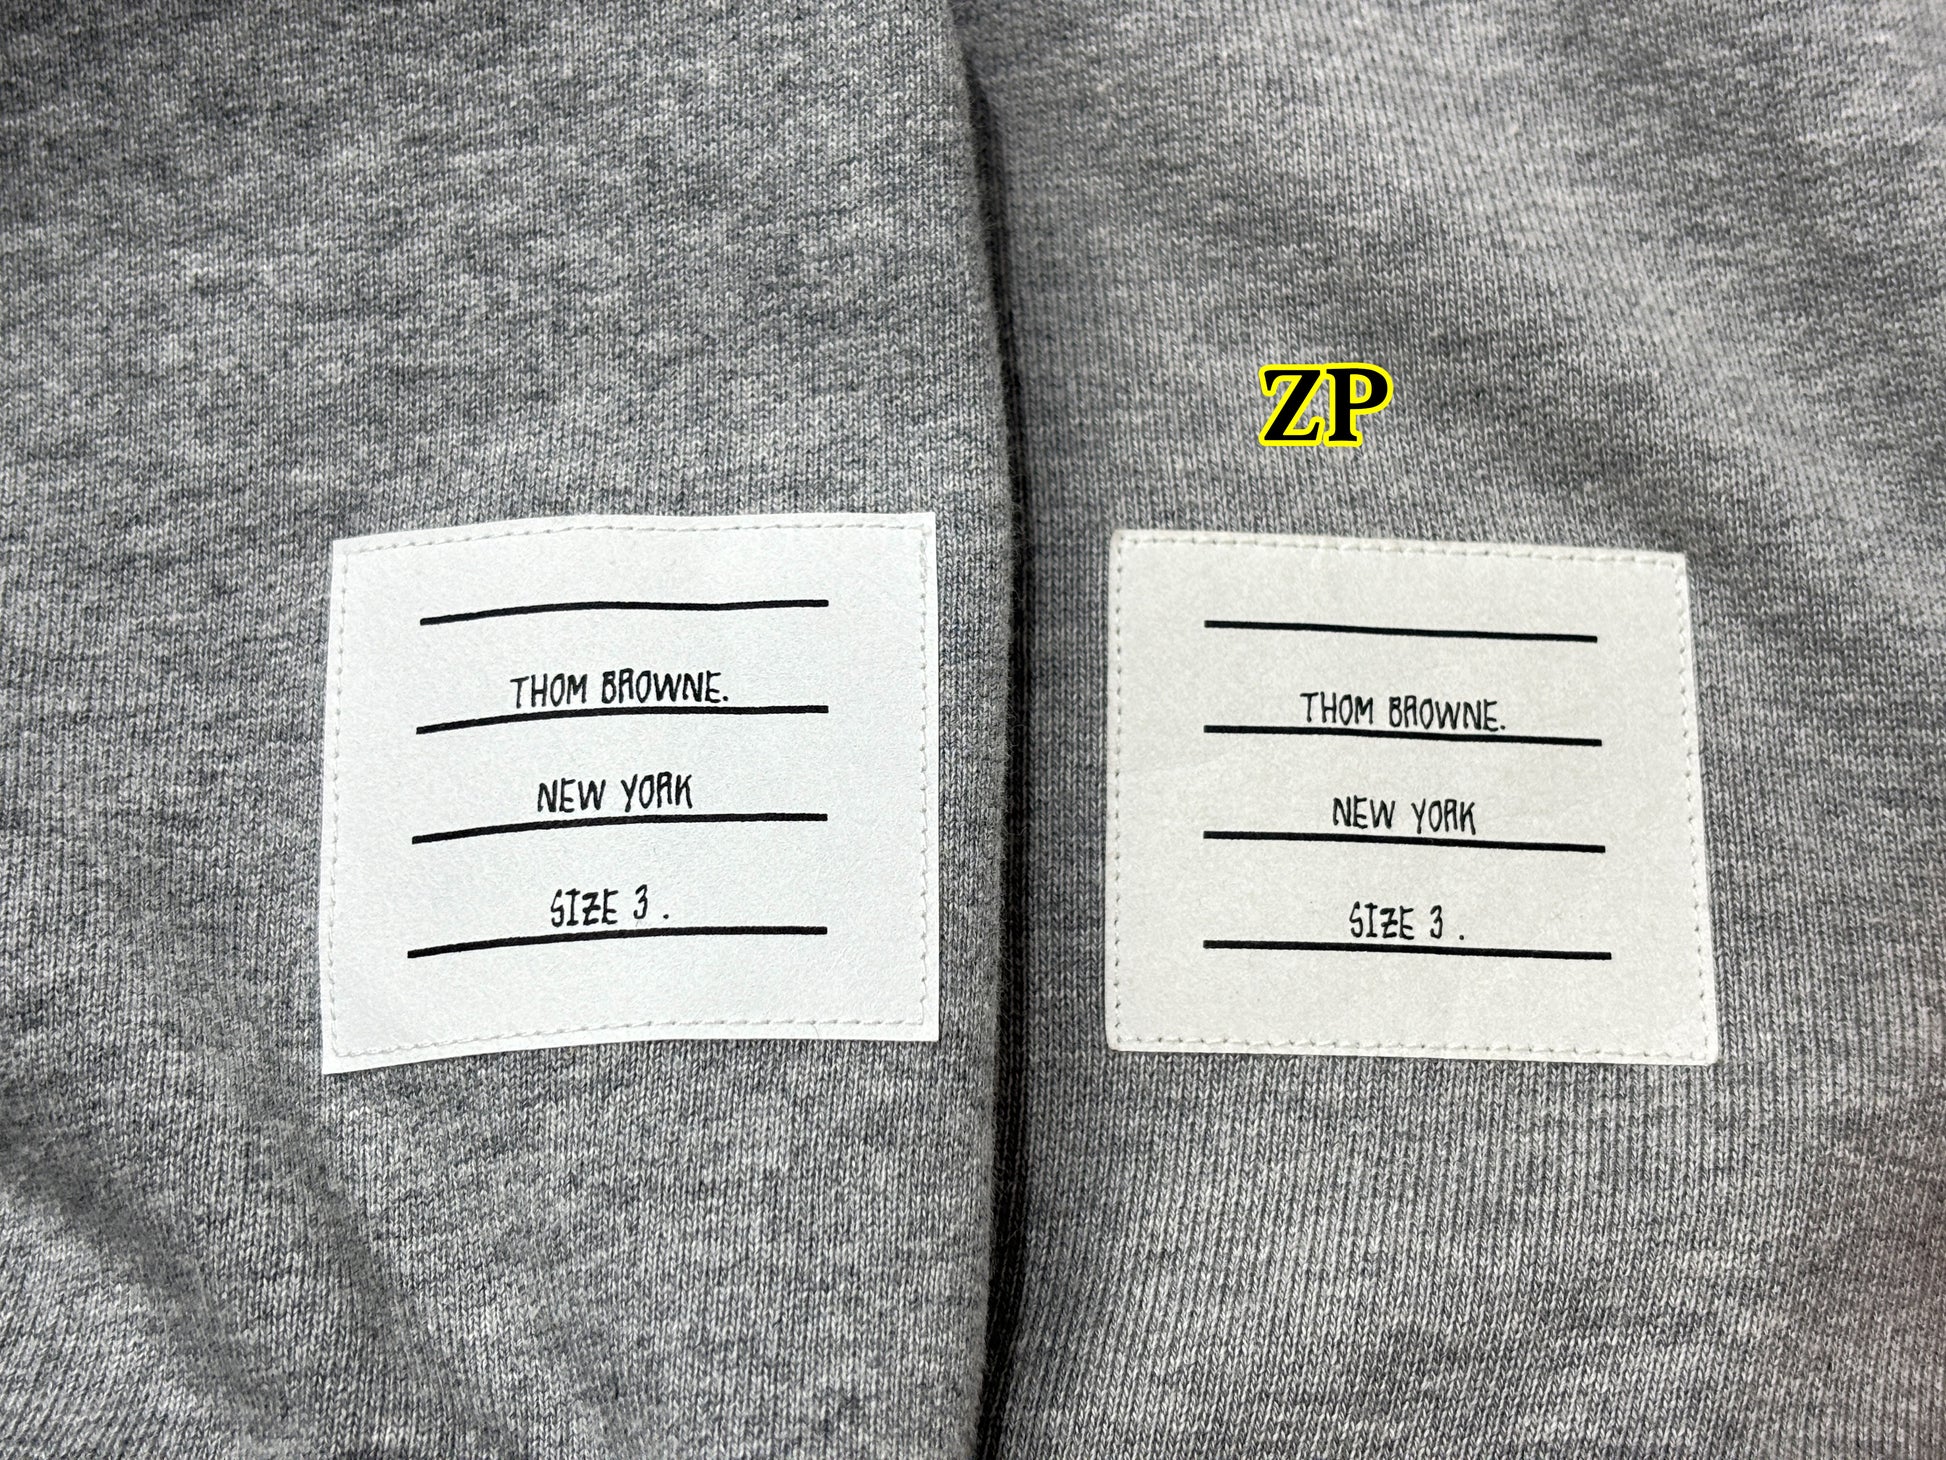 ZP
THOM BROWNE.
NEW YORK
SIZE 3 .
THOM BROWNE.
NEW YORK
SIZE 3 .